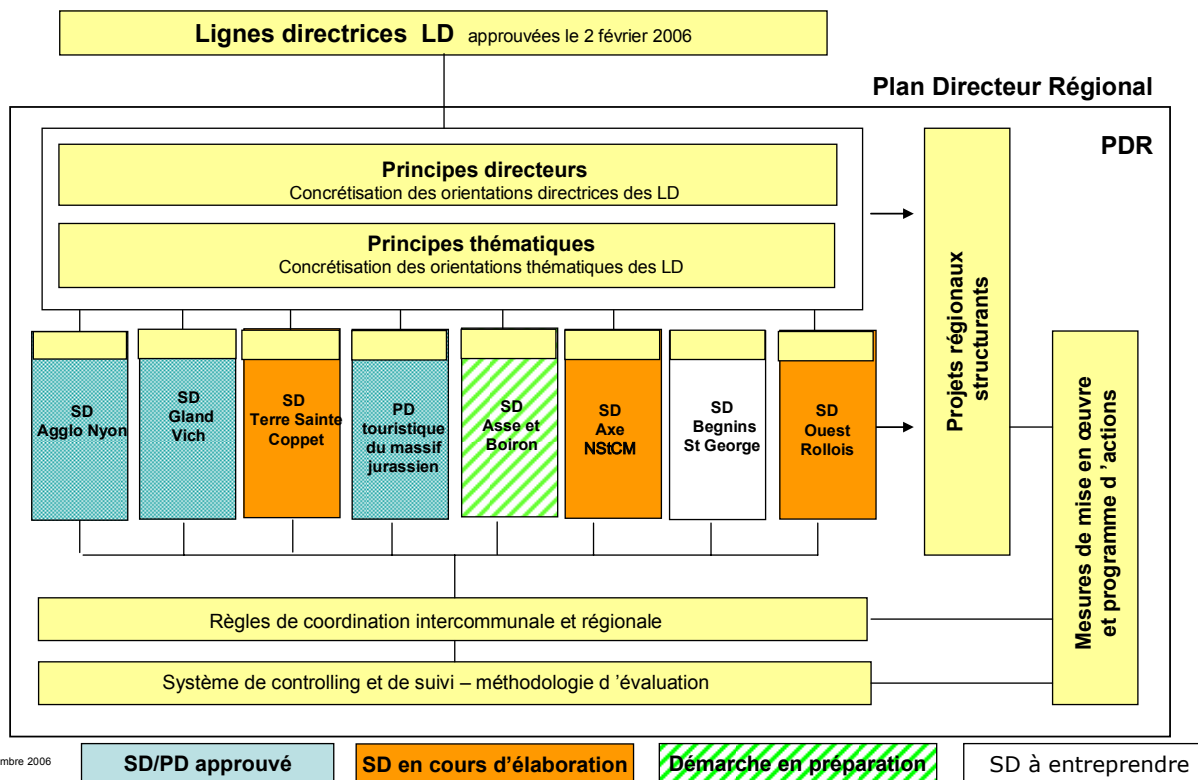 Lignes directrices LD approuvées le 2 février 2006
Plan Directeur Régional
PDR
Principes directeurs
Concrétisation des orientations directrices des LD
Principes thématiques
Concrétisation des orientations thématiques des LD
Projets régionaux
structurants
Mesures de mise en œuvre
et programme d ’actions
SD
Agglo Nyon
SD
Gland
Vich
SD
Terre Sainte
Coppet
PD
touristique
du massif
jurassien
SD
Asse et
Boiron
SD
Axe
NStCM
SD
Begnins
St George
SD
Ouest
Rollois
Règles de coordination intercommunale et régionale
Système de controlling et de suivi – méthodologie d ’évaluation
mbre 2006
SD/PD approuvé
SD en cours d’élaboration
Démarche en préparation
SD à entreprendre